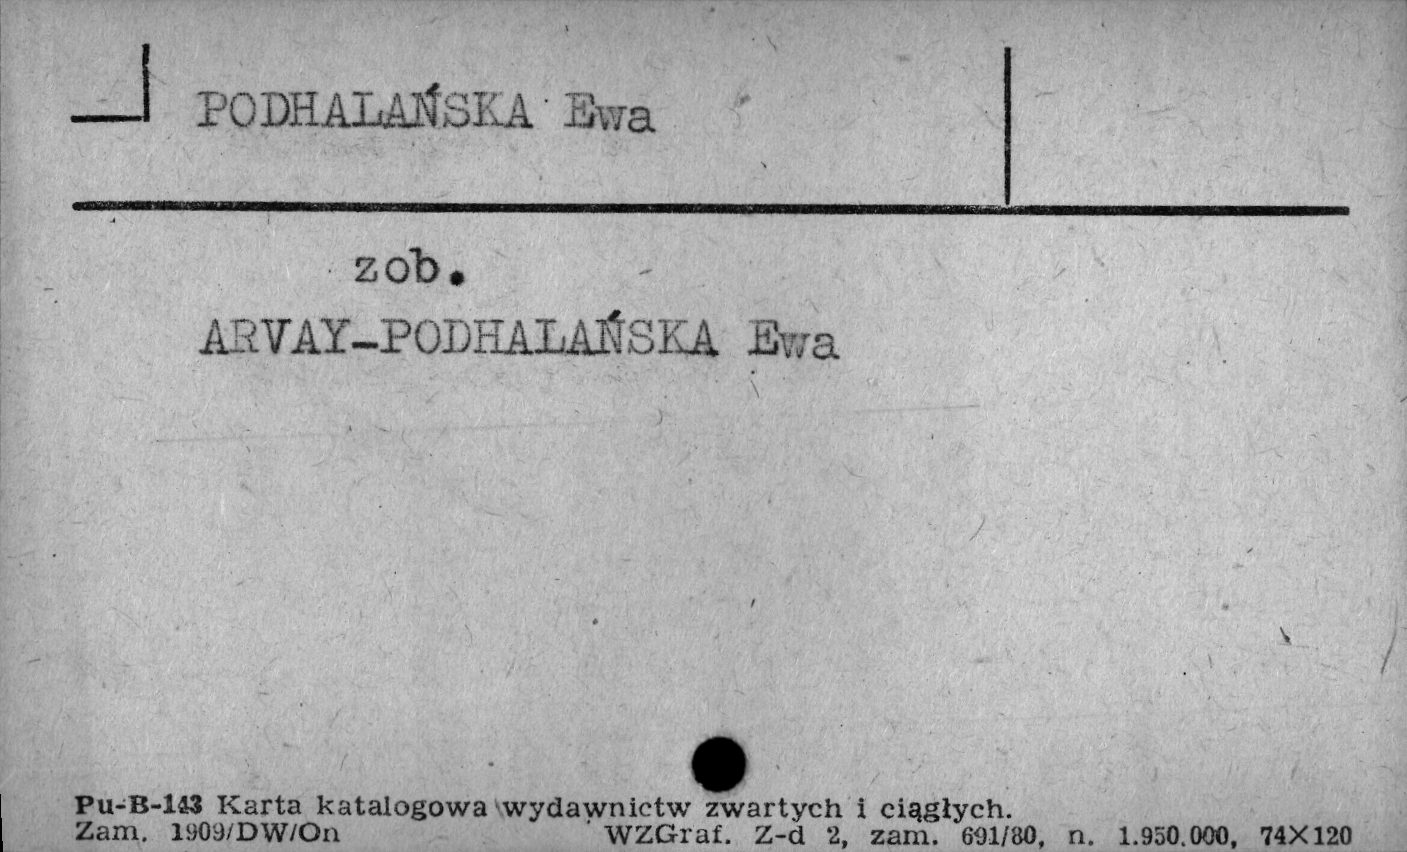 PODHALAŃSKA Ewa
zob.
ARVAY-PODHALAŃSKA Ewa
Pu-B-143 Karta katalogowa wydawnictw zwartych i ciągłych.
Zam. 1909/DW/On WZGraf. Z-d 2, zam. 691/80, n. 1.950.000, 74X120